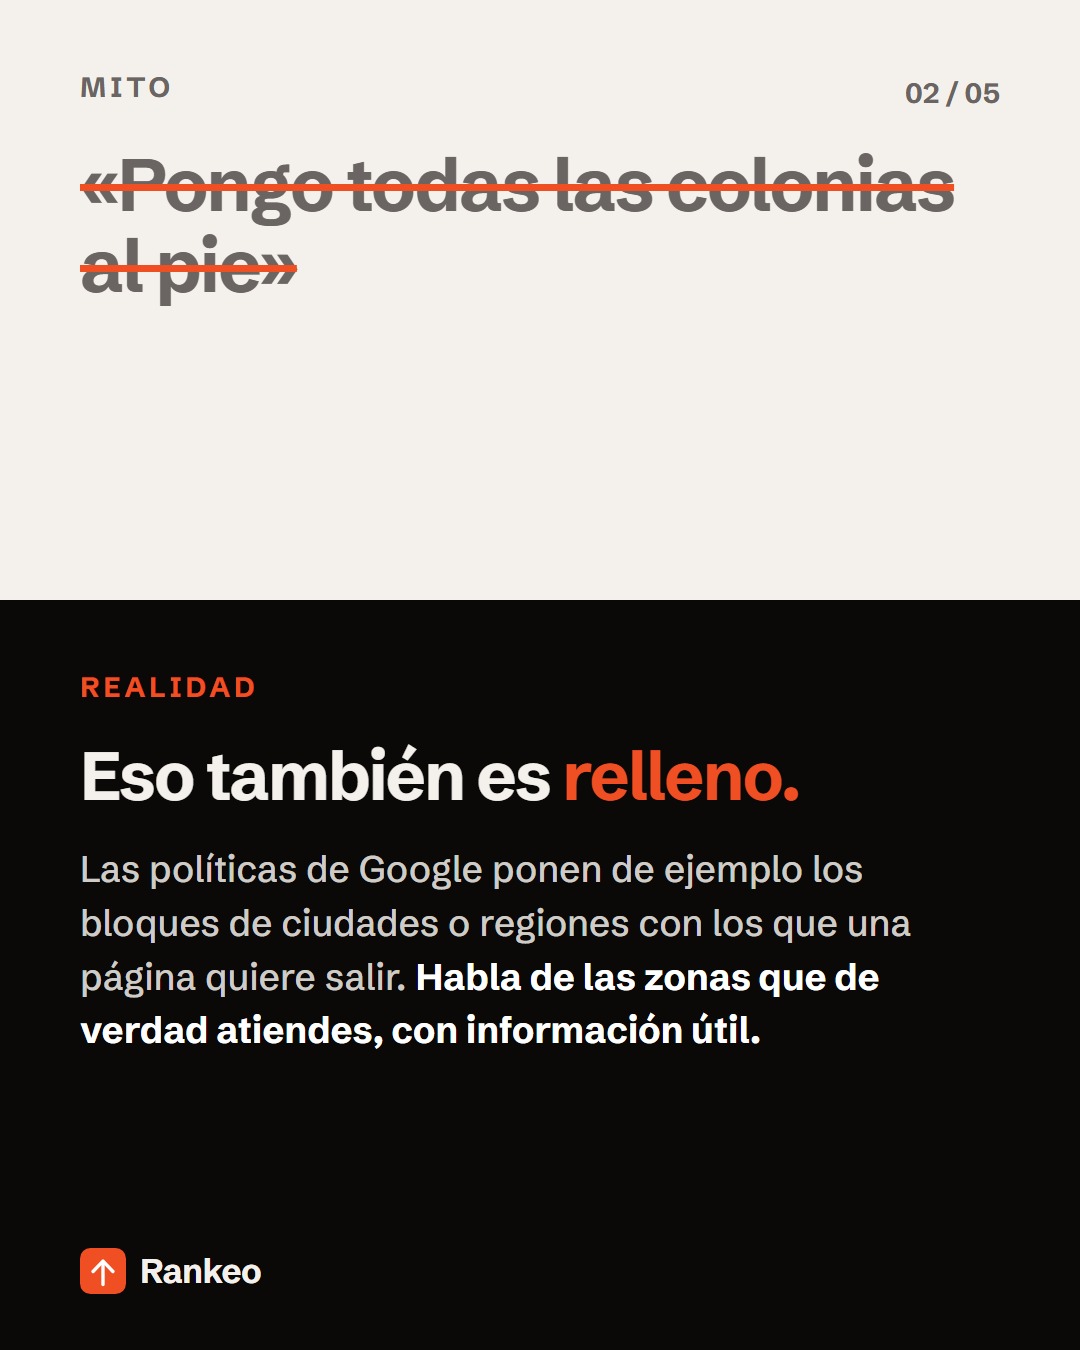 MITO
02 / 05
«Pongo todas las colonias
al pie»
REALIDAD
Eso también es relleno.
Las políticas de Google ponen de ejemplo los
bloques de ciudades o regiones con los que una
página quiere salir. Habla de las zonas que de
verdad atiendes, con información útil.
Rankeo